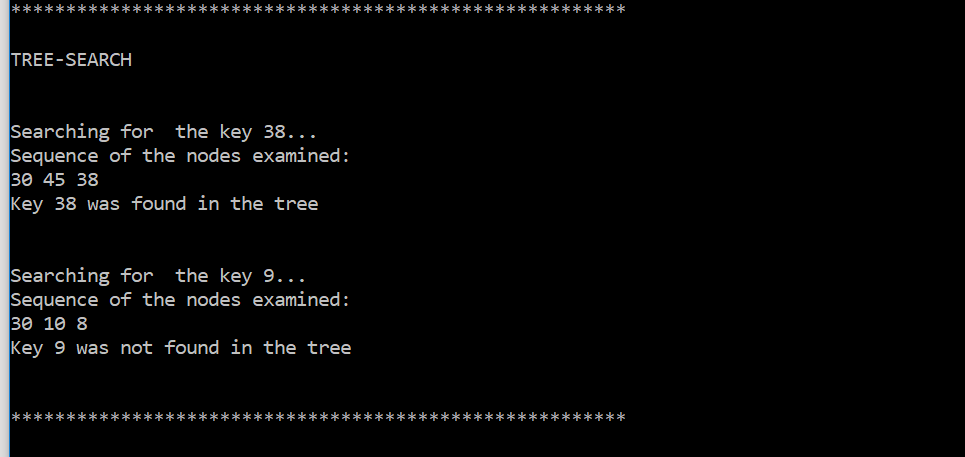 ********************************************************
TREE-SEARCH
Searching for  the key 38...
Sequence of the nodes examined:
30 45 38
Key 38 was found in the tree
Searching for  the key 9...
Sequence of the nodes examined:
30 10 8
Key 9 was not found in the tree
********************************************************